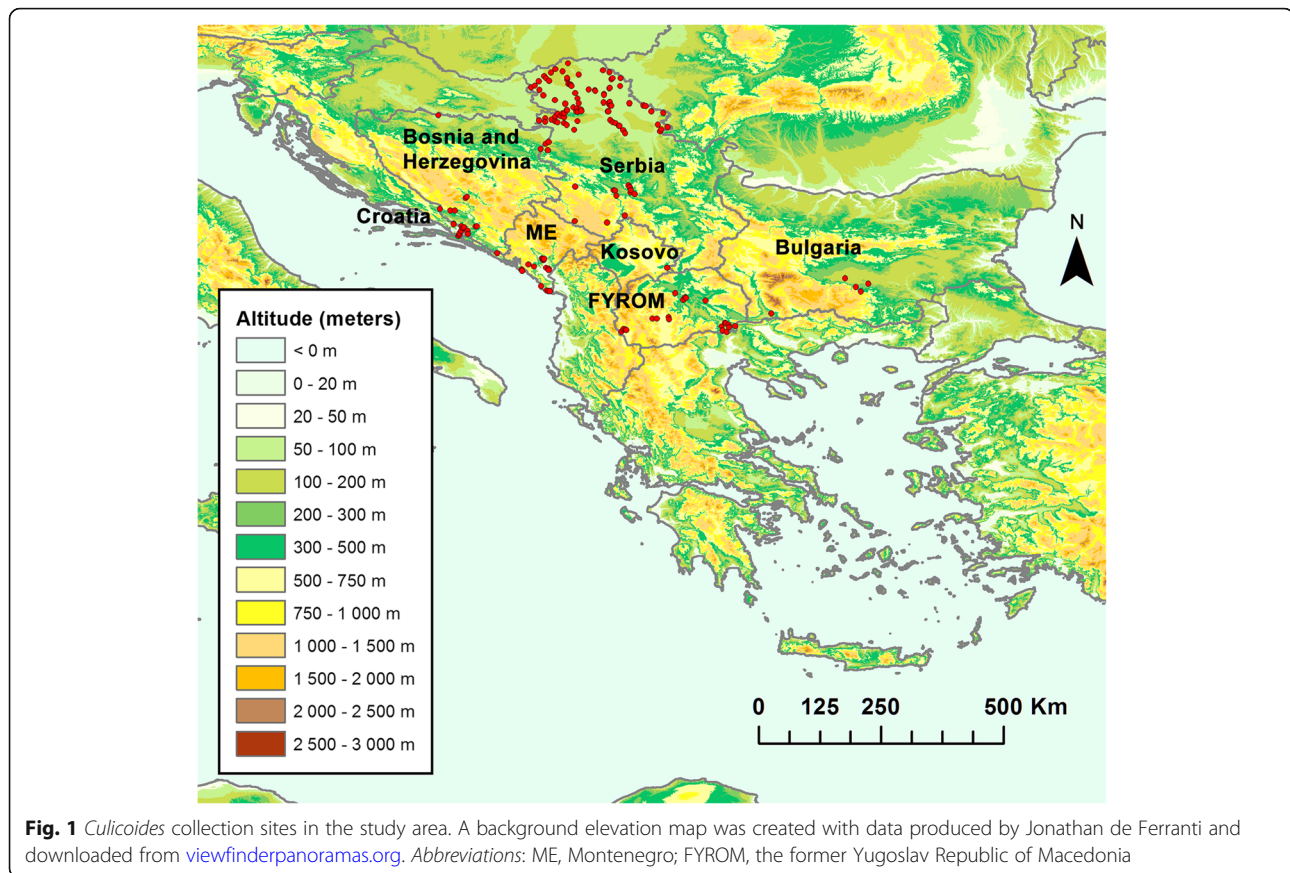 Bosnia and
Herzegovina
Serbia
Croatia
ME
Kosovo
Bulgaria
FYROM
N
Altitude (meters)
< 0 m
0 - 20 m
20 - 50 m
50 - 100 m
100 - 200 m
200 - 300 m
300 - 500 m
500 - 750 m
750 - 1 000 m
1 000 - 1 500 m
1 500 - 2 000 m
2 000 - 2 500 m
2 500 - 3 000 m
0 125 250 500 Km
Fig. 1 Culicoides collection sites in the study area. A background elevation map was created with data produced by Jonathan de Ferranti and
downloaded from viewfinderpanoramas.org. Abbreviations: ME, Montenegro; FYROM, the former Yugoslav Republic of Macedonia